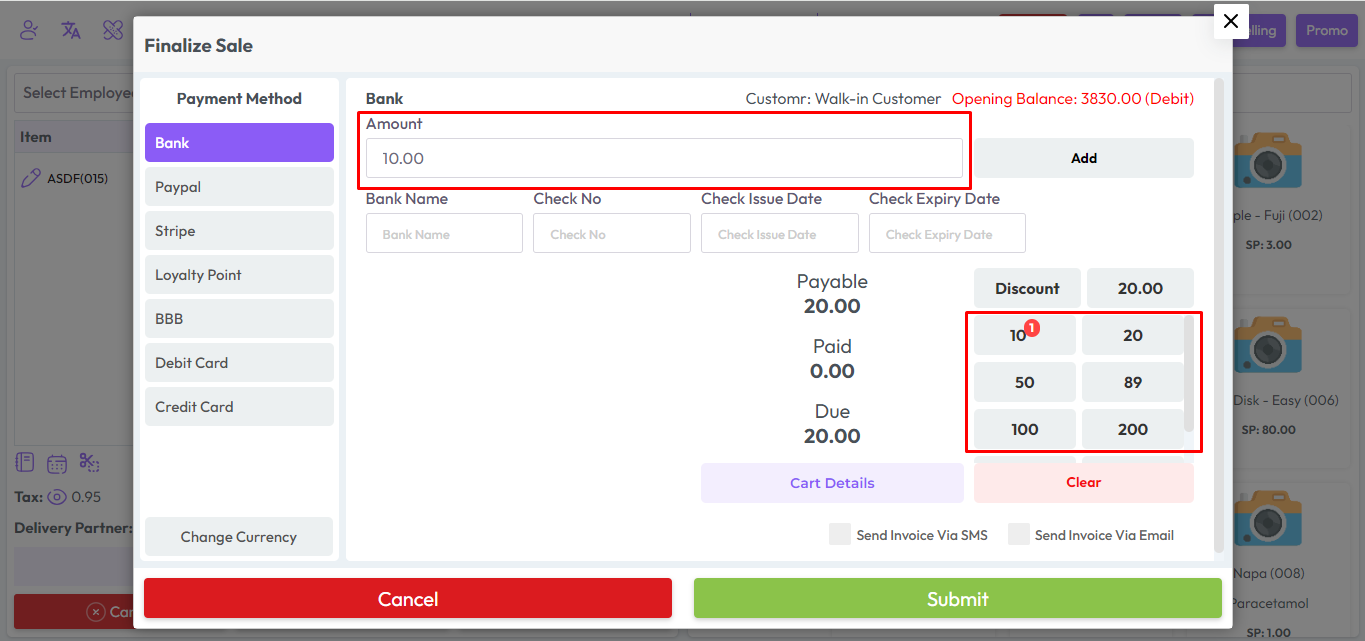 elling
Promo
Finalize Sale
Select Employe
Item
ASDF(015)
Tax: 0.95
Delivery Partner:
Can
Payment Method
Bank
Paypal
Stripe
Loyalty Point
BBB
Debit Card
Credit Card
Change Currency
Bank
Customr: Walk-in Customer
Opening Balance: 3830.00 (Debit)
Amount
10.00
Add
Bank Name
Check No
Check Issue Date
Check Expiry Date
Bank Name
Check No
Check Issue Date
Check Expiry Date
Payable
20.00
Paid
0.00
Due
20.00
Discount
20.00
10
1
20
50
89
100
200
Cart Details
Clear
Send Invoice Via SMS
Send Invoice Via Email
Cancel
Submit
ple - Fuji (002)
SP: 3.00
Disk - Easy (006)
SP: 80.00
Napa (008)
Paracetamol
SP: 1.00